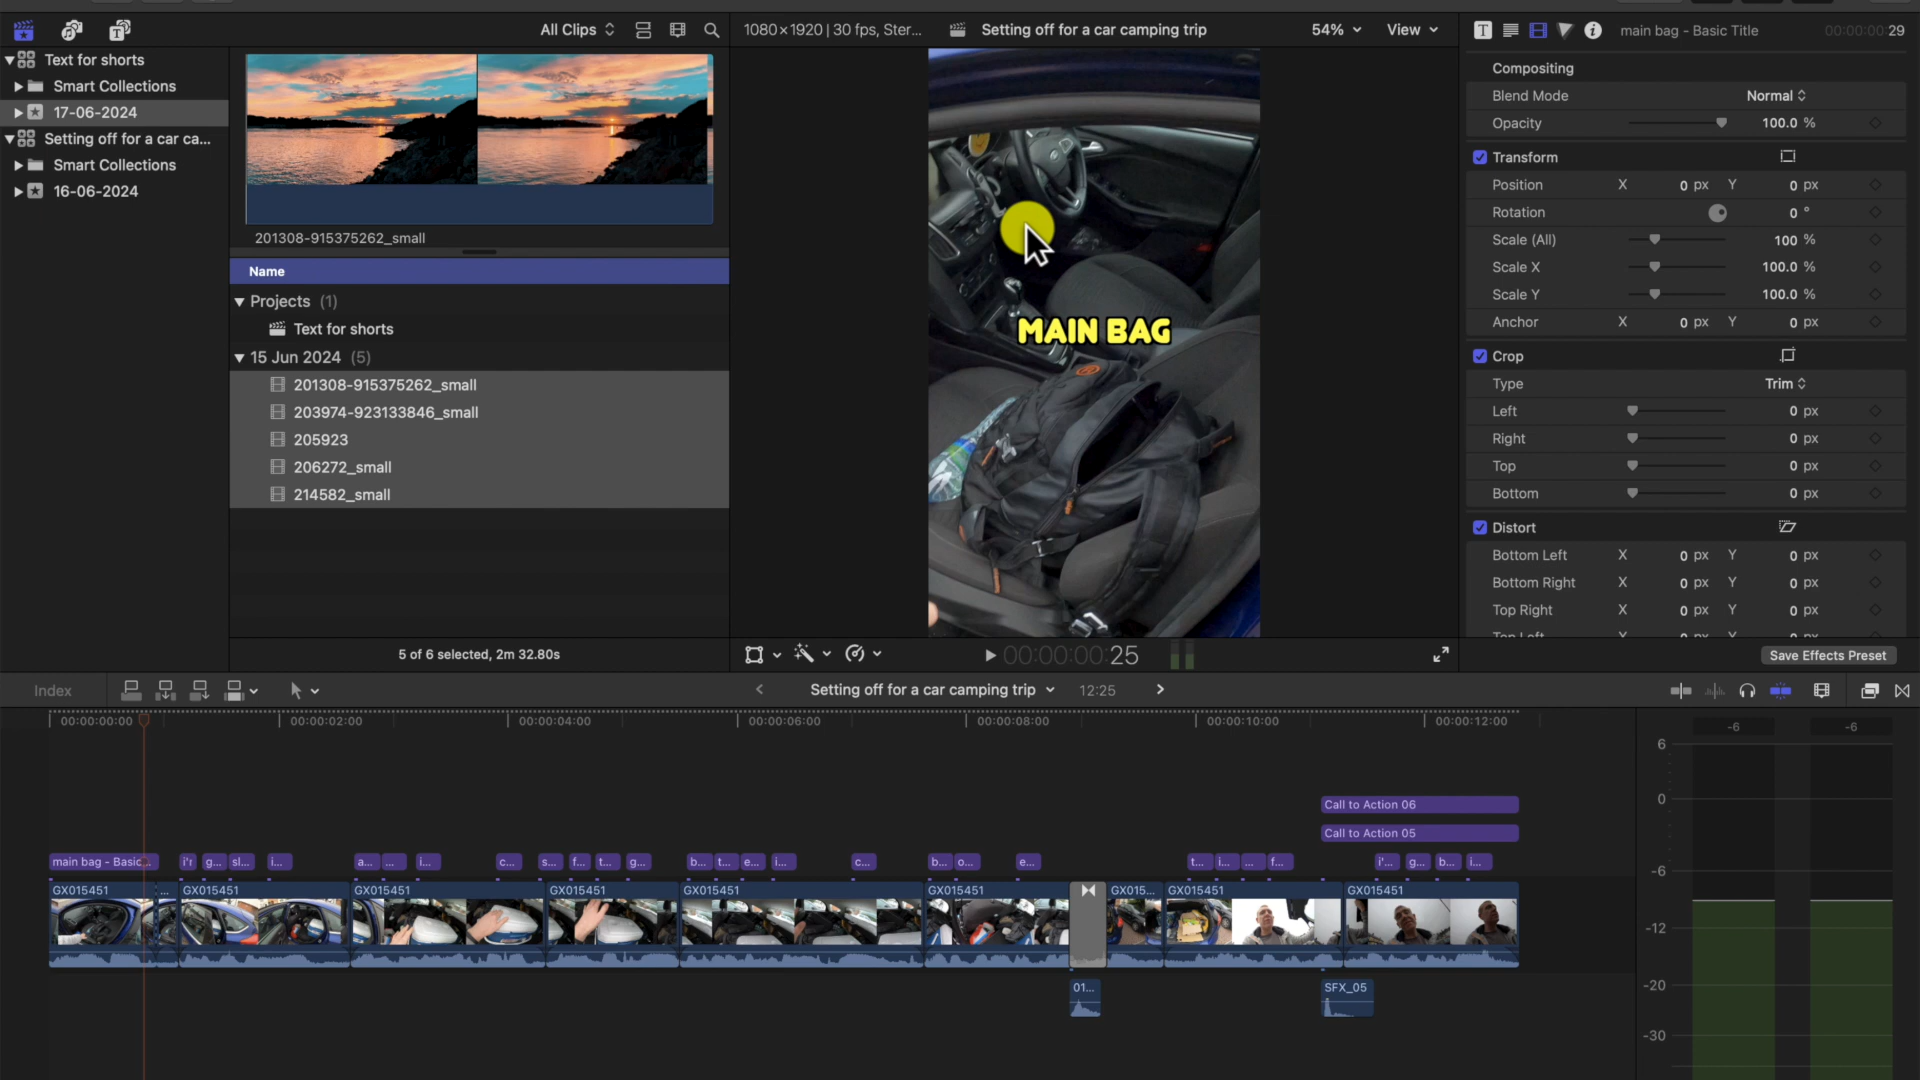 All Clips
1080×1920 | 30 fps, Ster...
Setting off for a car camping trip
54%
View
main bag - Basic Title
00:00:00:29
Text for shorts
Smart Collections
17-06-2024
Setting off for a car ca...
Smart Collections
16-06-2024
201308-915375262_small
Name
Projects (1)
Text for shorts
15 Jun 2024 (5)
201308-915375262_small
203974-923133846_small
205923
206272_small
214582_small
5 of 6 selected, 2m 32.80s
MAIN BAG
00:00:00:25
Compositing
Blend Mode Normal
Opacity 100.0 %
Transform
Position X 0 px Y 0 px
Rotation 0 °
Scale (All) 100 %
Scale X 100.0 %
Scale Y 100.0 %
Anchor X 0 px Y 0 px
Crop
Type Trim
Left 0 px
Right 0 px
Top 0 px
Bottom 0 px
Distort
Bottom Left X 0 px Y 0 px
Bottom Right X 0 px Y 0 px
Top Right X 0 px Y 0 px
Top Left X 0 px Y 0 px
Save Effects Preset
Index
Setting off for a car camping trip
12:25
00:00:00:00 00:00:02:00 00:00:04:00 00:00:06:00 00:00:08:00 00:00:10:00 00:00:12:00
Call to Action 06
Call to Action 05
main bag - Basic... i'r g... sl... i... a... ... i... c... s... f... t... g... b... t... e... i... c... b... o... e... t... i... ... f... i'... g... b... i...
GX015451 ... GX015451 GX015451 GX015451 GX015451 GX015451 GX015... GX015451 GX015451
01... SFX_05
-6 -6
6
0
-6
-12
-20
-30